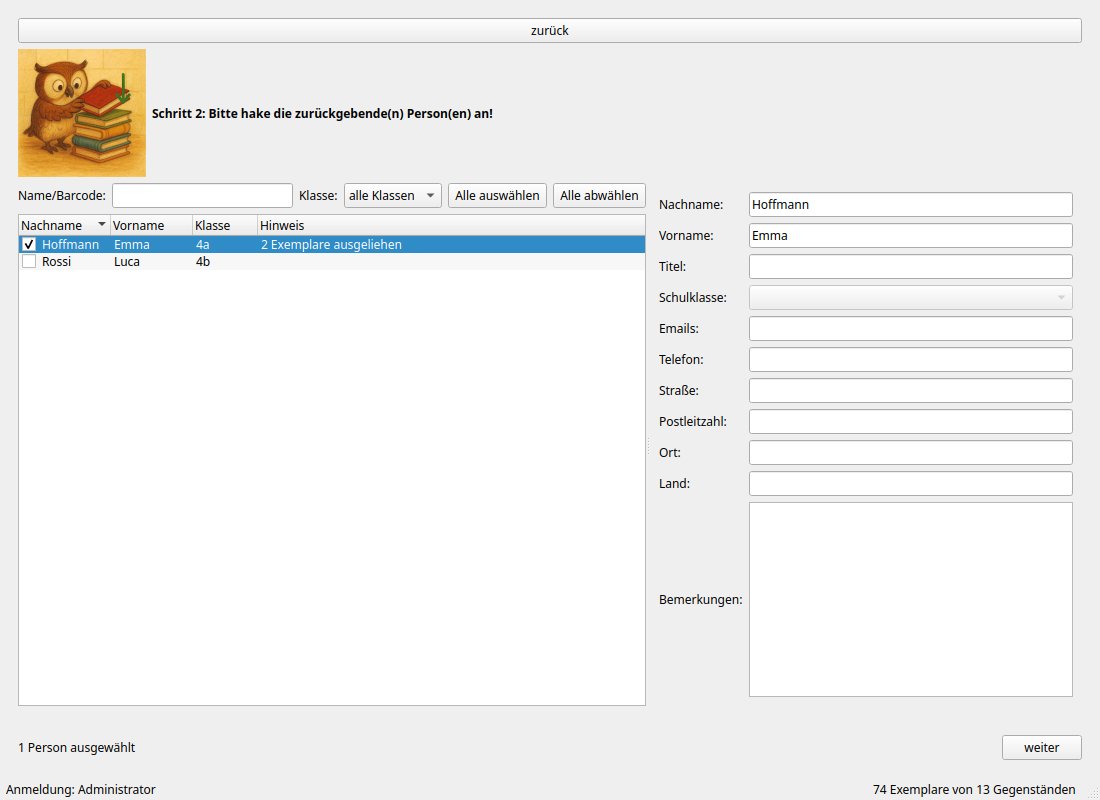 zurück
Schritt 2: Bitte hake die zurückgebende(n) Person(en) an!
Name/Barcode: Klasse: alle Klassen Alle auswählen Alle abwählen
Nachname Vorname Klasse Hinweis
Hoffmann Emma 4a 2 Exemplare ausgeliehen
Rossi Luca 4b
Nachname: Hoffmann
Vorname: Emma
Titel:
Schulklasse:
Emails:
Telefon:
Straße:
Postleitzahl:
Ort:
Land:
Bemerkungen:
1 Person ausgewählt
weiter
Anmeldung: Administrator
74 Exemplare von 13 Gegenständen